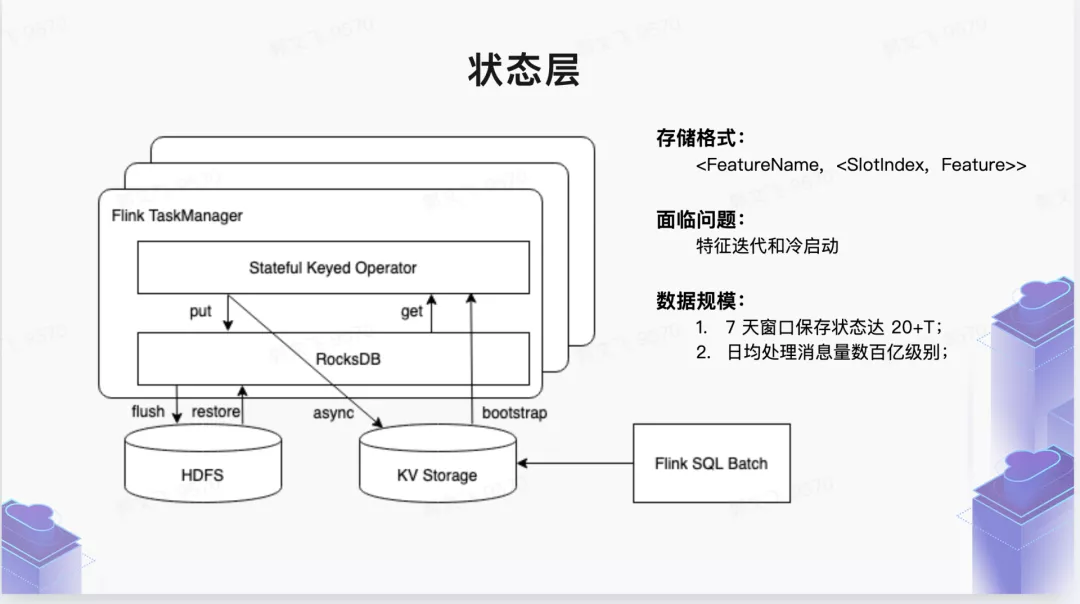 状态层
Flink TaskManager
Stateful Keyed Operator
put
get
RocksDB
flush
restore
async
bootstrap
HDFS
KV Storage
Flink SQL Batch
存储格式：
<FeatureName，<SlotIndex，Feature>>
面临问题：
特征迭代和冷启动
数据规模：
1. 7 天窗口保存状态达 20+T；
2. 日均处理消息量数百亿级别；